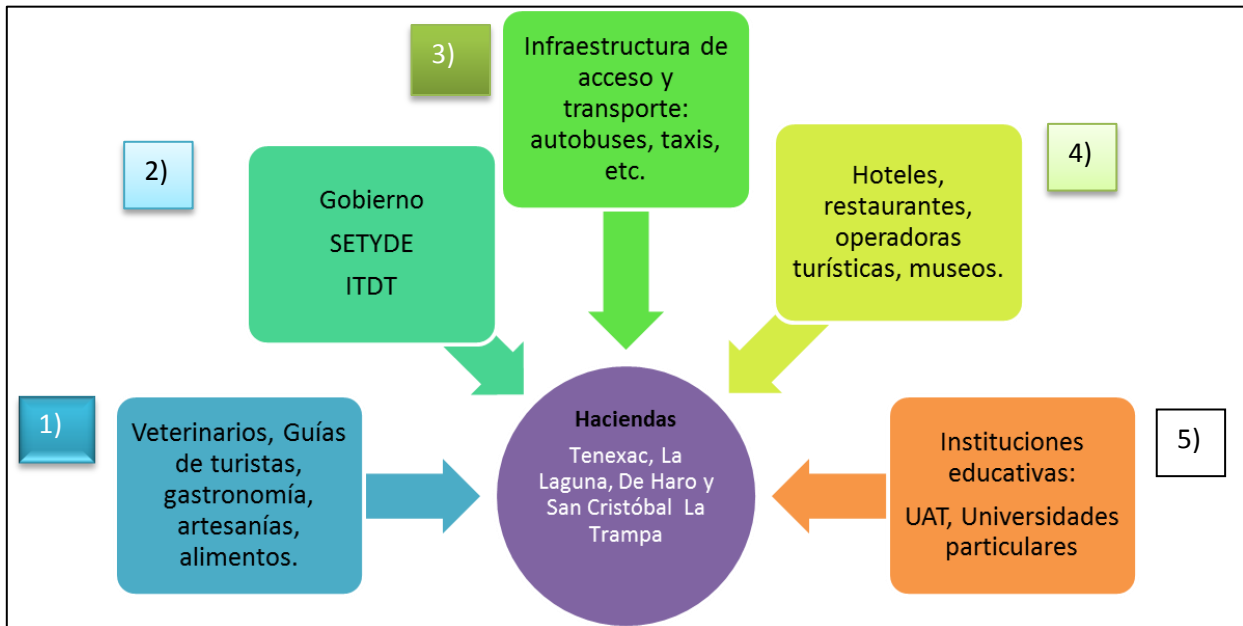 1)
Veterinarios, Guías
de turistas,
gastronomía,
artesanías,
alimentos.
2)
Gobierno
SETYDE
ITDT
3)
Infraestructura de
acceso y
transporte:
autobuses, taxis,
etc.
4)
Hoteles,
restaurantes,
operadoras
turísticas, museos.
5)
Instituciones
educativas:
UAT, Universidades
particulares
Haciendas
Tenexac, La
Laguna, De Haro y
San Cristóbal La
Trampa